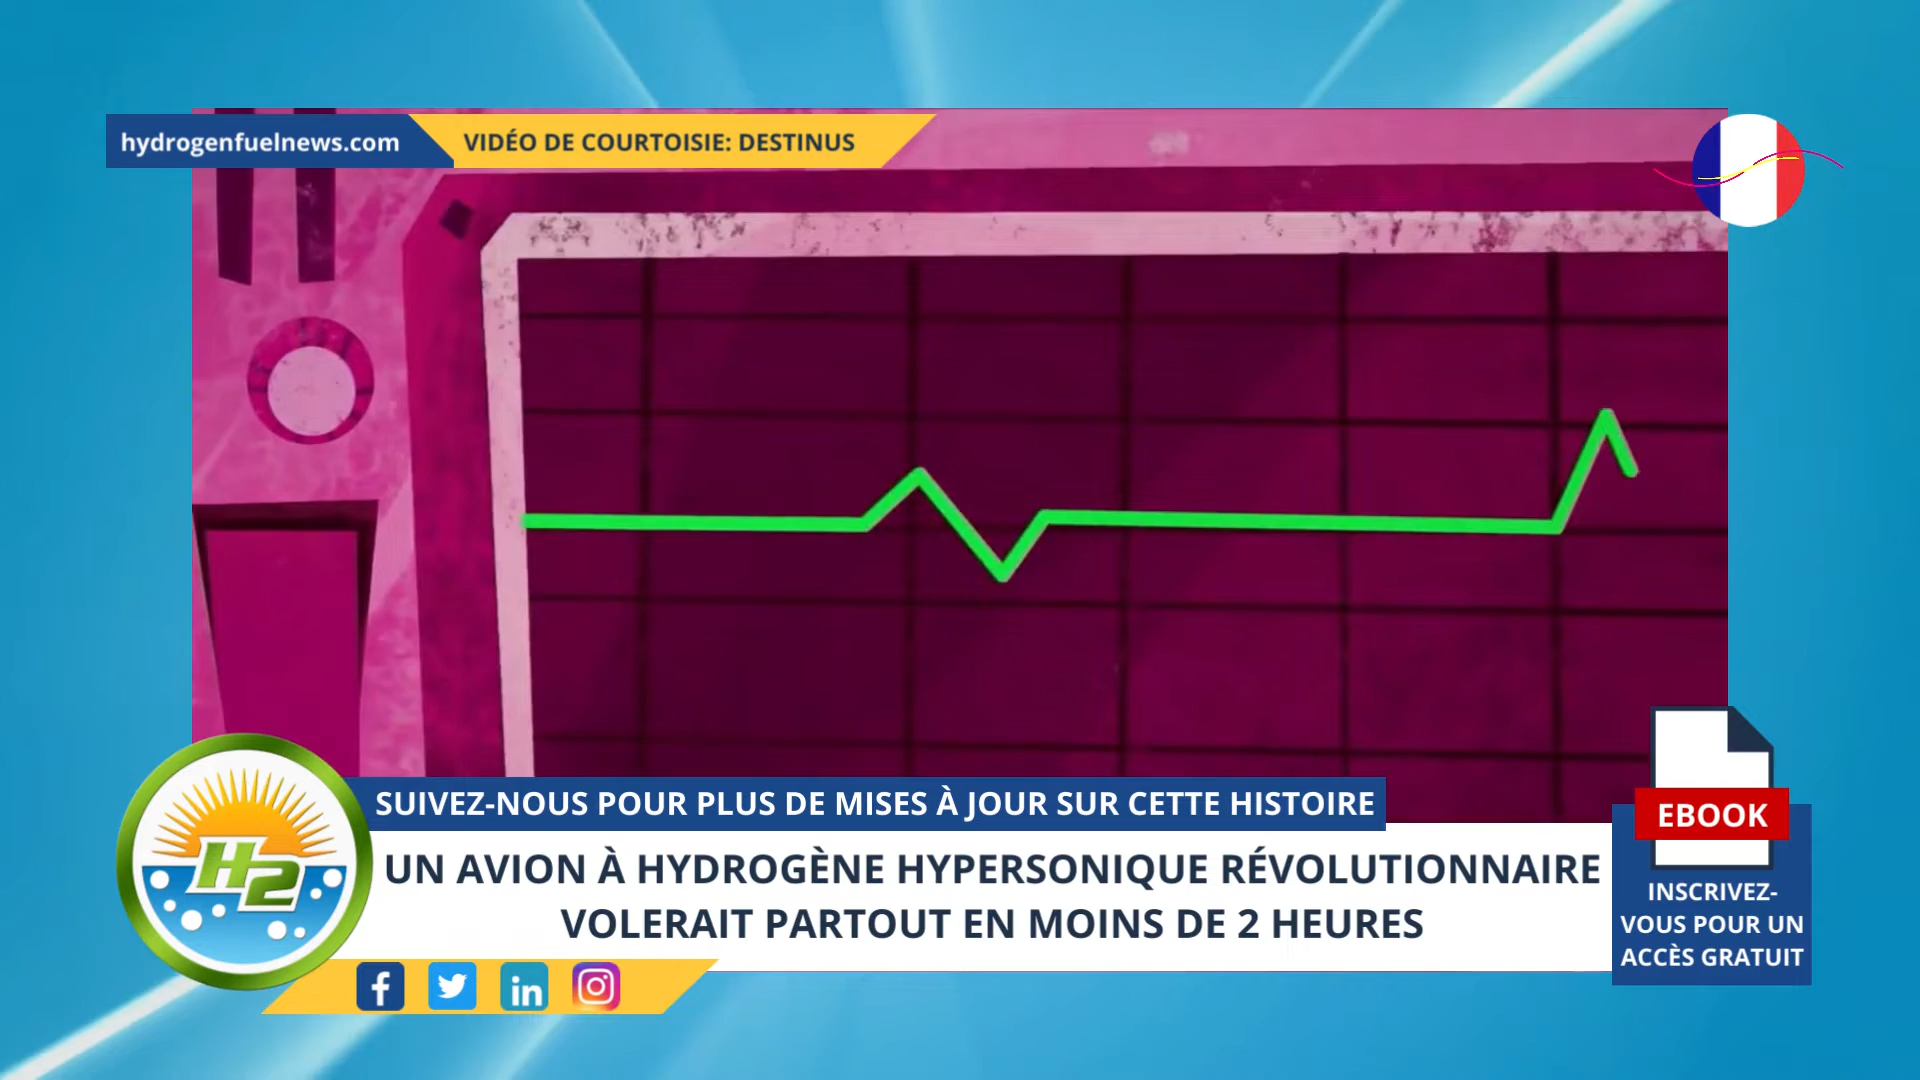 hydrogenfuelnews.com
VIDÉO DE COURTOISIE: DESTINUS
SUIVEZ-NOUS POUR PLUS DE MISES À JOUR SUR CETTE HISTOIRE
UN AVION À HYDROGÈNE HYPERSONIQUE RÉVOLUTIONNAIRE
VOLERAIT PARTOUT EN MOINS DE 2 HEURES
H2
EBOOK
INSCRIVEZ-
VOUS POUR UN
ACCÈS GRATUIT
f
in